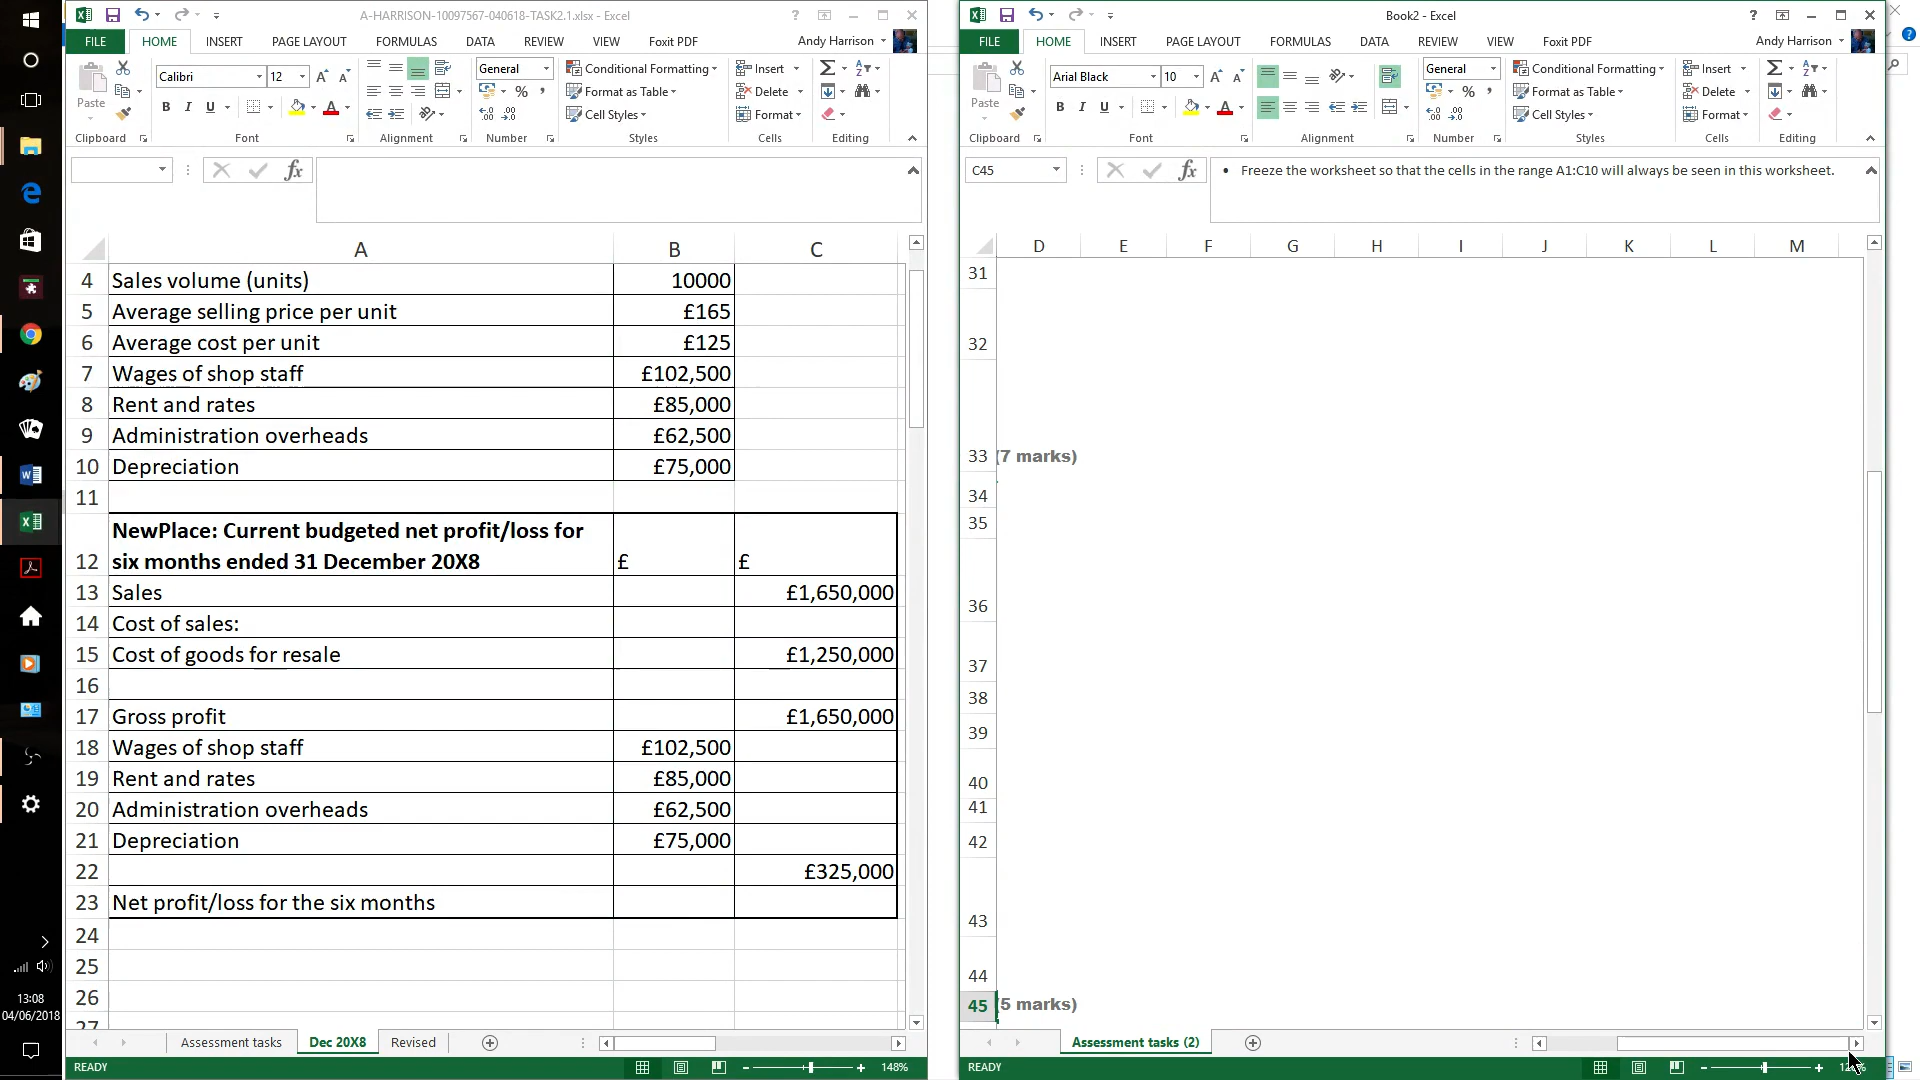 A-HARRISON-10097567-040618-TASK2.1.xlsx - Excel
FILE HOME INSERT PAGE LAYOUT FORMULAS DATA REVIEW VIEW Foxit PDF Andy Harrison
Paste Calibri 12 General Conditional Formatting Format as Table Cell Styles Insert Delete Format
Clipboard Font Alignment Number Styles Cells Editing
A B C
4 Sales volume (units) 10000
5 Average selling price per unit £165
6 Average cost per unit £125
7 Wages of shop staff £102,500
8 Rent and rates £85,000
9 Administration overheads £62,500
10 Depreciation £75,000
11
NewPlace: Current budgeted net profit/loss for
12 six months ended 31 December 20X8 £ £
13 Sales £1,650,000
14 Cost of sales:
15 Cost of goods for resale £1,250,000
16
17 Gross profit £1,650,000
18 Wages of shop staff £102,500
19 Rent and rates £85,000
20 Administration overheads £62,500
21 Depreciation £75,000
22 £325,000
23 Net profit/loss for the six months
24
25
26
27
Assessment tasks Dec 20X8 Revised
READY 148%
Book2 - Excel
FILE HOME INSERT PAGE LAYOUT FORMULAS DATA REVIEW VIEW Foxit PDF Andy Harrison
Paste Arial Black 10 General Conditional Formatting Format as Table Cell Styles Insert Delete Format
Clipboard Font Alignment Number Styles Cells Editing
C45 • Freeze the worksheet so that the cells in the range A1:C10 will always be seen in this worksheet.
D E F G H I J K L M
31
32
33 (7 marks)
34
35
36
37
38
39
40
41
42
43
44
45 (5 marks)
Assessment tasks (2)
READY
13:08
04/06/2018